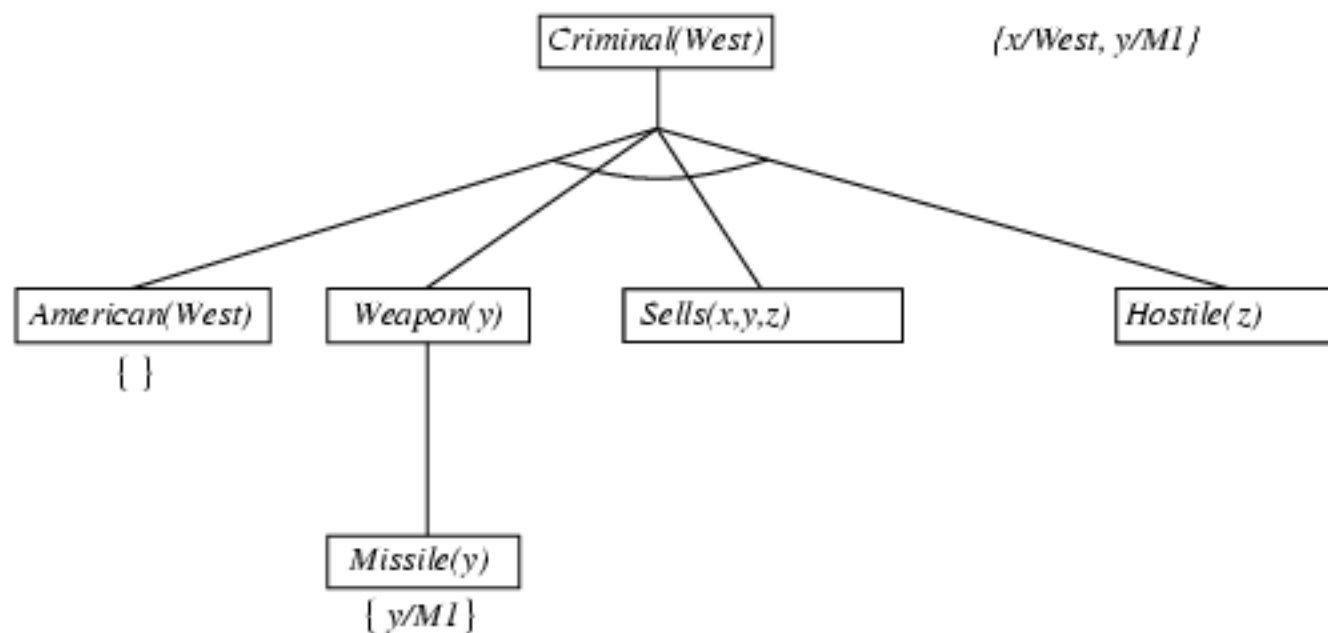 Criminal(West)
{x/West, y/M1}
American(West)
Weapon(y)
Sells(x,y,z)
Hostile(z)
{ }
Missile(y)
{ y/M1 }